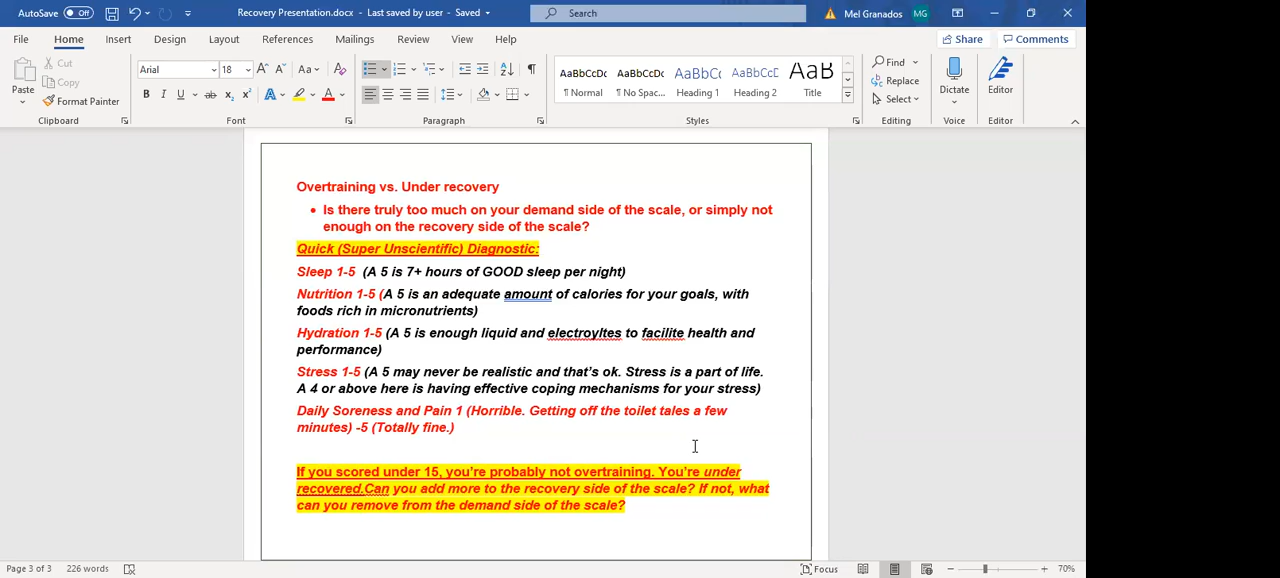 AutoSave Off Recovery Presentation.docx - Last saved by user - Saved Search Mel Granados MG
File Home Insert Design Layout References Mailings Review View Help Share Comments
Paste Cut Copy Format Painter
Arial 18 A A Aa A
B I U ab x₂ x² A A
AaBbCcDc AaBbCcDc AaBbC AaBbCcC AaB
¶ Normal ¶ No Spac... Heading 1 Heading 2 Title
Find Replace Select
Dictate Editor
Clipboard Font Paragraph Styles Editing Voice Editor
Overtraining vs. Under recovery
• Is there truly too much on your demand side of the scale, or simply not
enough on the recovery side of the scale?
Quick (Super Unscientific) Diagnostic:
Sleep 1-5 (A 5 is 7+ hours of GOOD sleep per night)
Nutrition 1-5 (A 5 is an adequate amount of calories for your goals, with
foods rich in micronutrients)
Hydration 1-5 (A 5 is enough liquid and electroyltes to facilite health and
performance)
Stress 1-5 (A 5 may never be realistic and that's ok. Stress is a part of life.
A 4 or above here is having effective coping mechanisms for your stress)
Daily Soreness and Pain 1 (Horrible. Getting off the toilet tales a few
minutes) -5 (Totally fine.)
If you scored under 15, you're probably not overtraining. You're under
recovered.Can you add more to the recovery side of the scale? If not, what
can you remove from the demand side of the scale?
Page 3 of 3 226 words Focus 70%